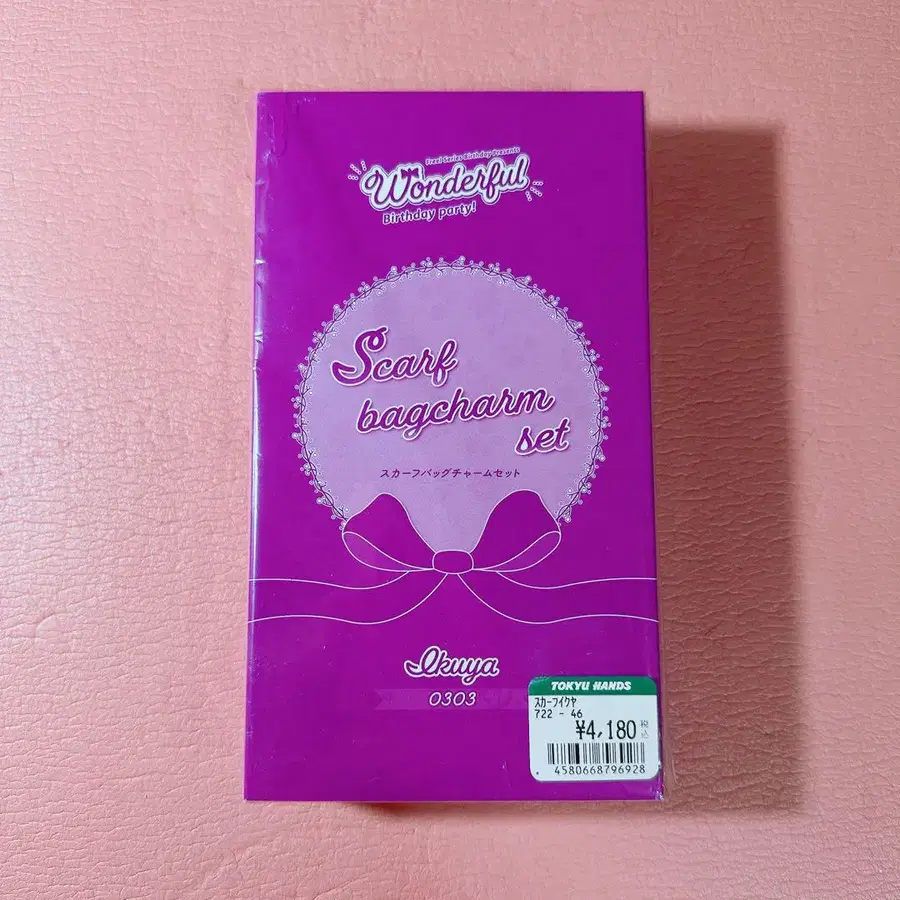 Free! Series Birthday Presents
Wonderful
Birthday party!
Scarf
bagcharm
set
スカーフバッグチャームセット
Ikuya
0303
TOKYU HANDS
スカーフイクヤ
722 - 46
¥4,180 税込
4580668796928